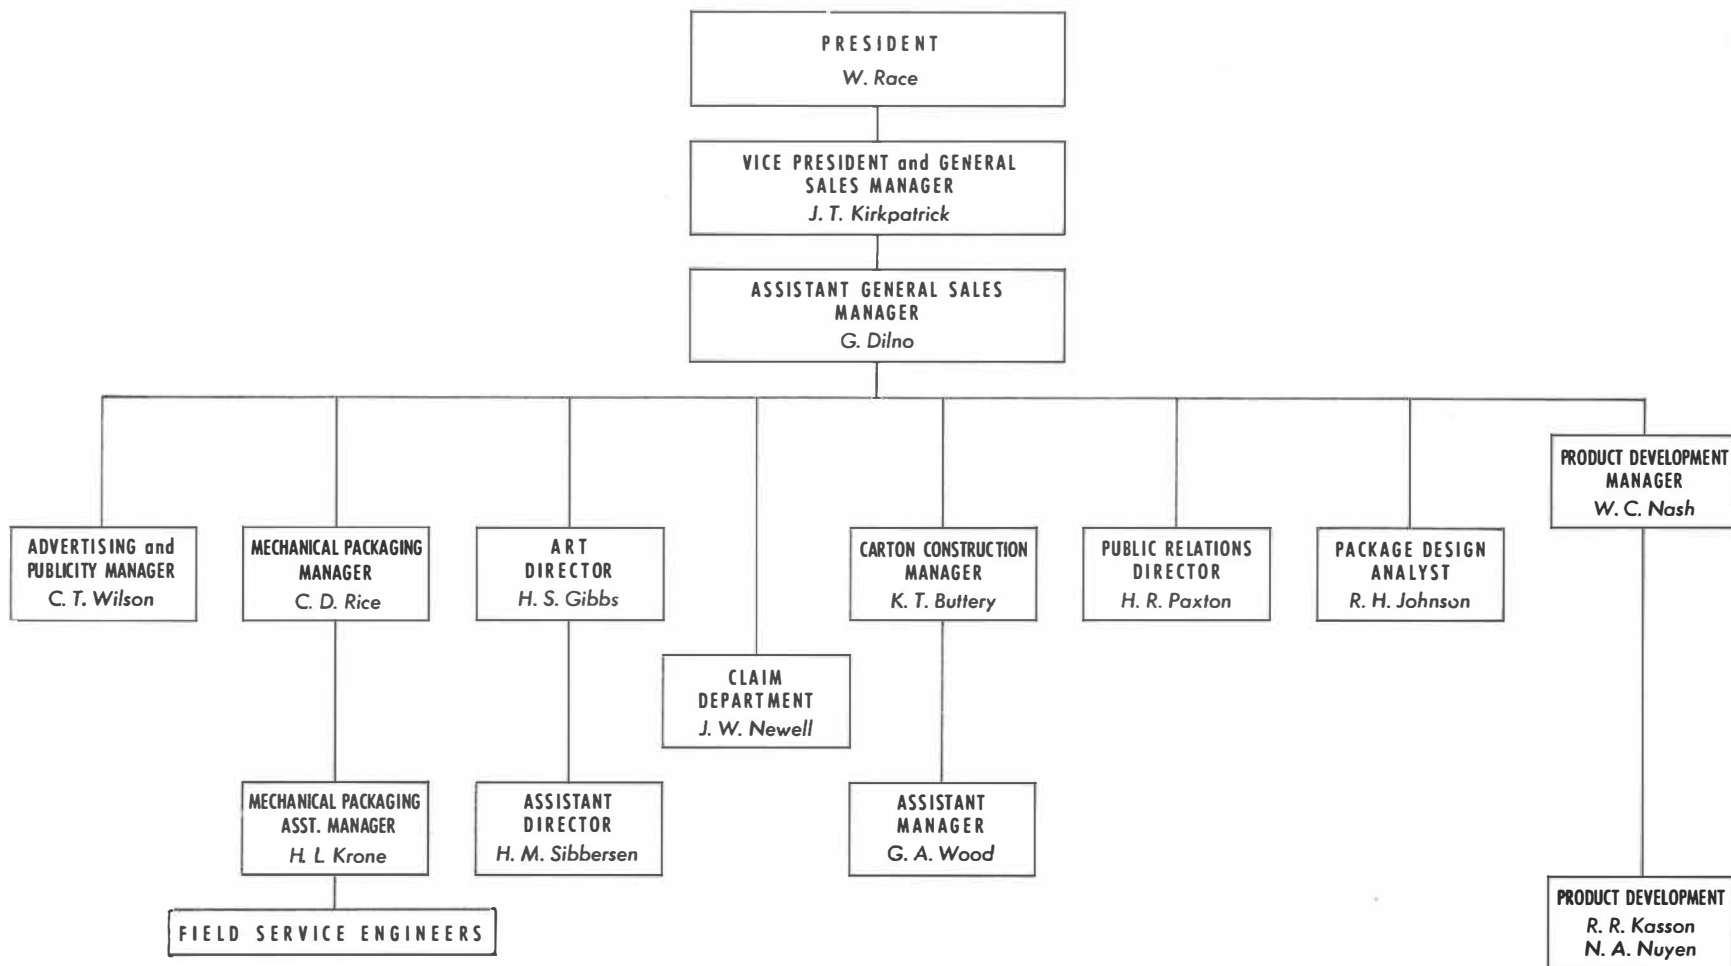 PRESIDENT
W. Race
VICE PRESIDENT and GENERAL
SALES MANAGER
J. T. Kirkpatrick
ASSISTANT GENERAL SALES
MANAGER
G. Dilno
PRODUCT DEVELOPMENT
MANAGER
W. C. Nash
ADVERTISING and
PUBLICITY MANAGER
C. T. Wilson
MECHANICAL PACKAGING
MANAGER
C. D. Rice
ART
DIRECTOR
H. S. Gibbs
CARTON CONSTRUCTION
MANAGER
K. T. Buttery
PUBLIC RELATIONS
DIRECTOR
H. R. Paxton
PACKAGE DESIGN
ANALYST
R. H. Johnson
CLAIM
DEPARTMENT
J. W. Newell
MECHANICAL PACKAGING
ASST. MANAGER
H. L Krone
ASSISTANT
DIRECTOR
H. M. Sibbersen
ASSISTANT
MANAGER
G. A. Wood
FIELD SERVICE ENGINEERS
PRODUCT DEVELOPMENT
R. R. Kasson
N. A. Nuyen